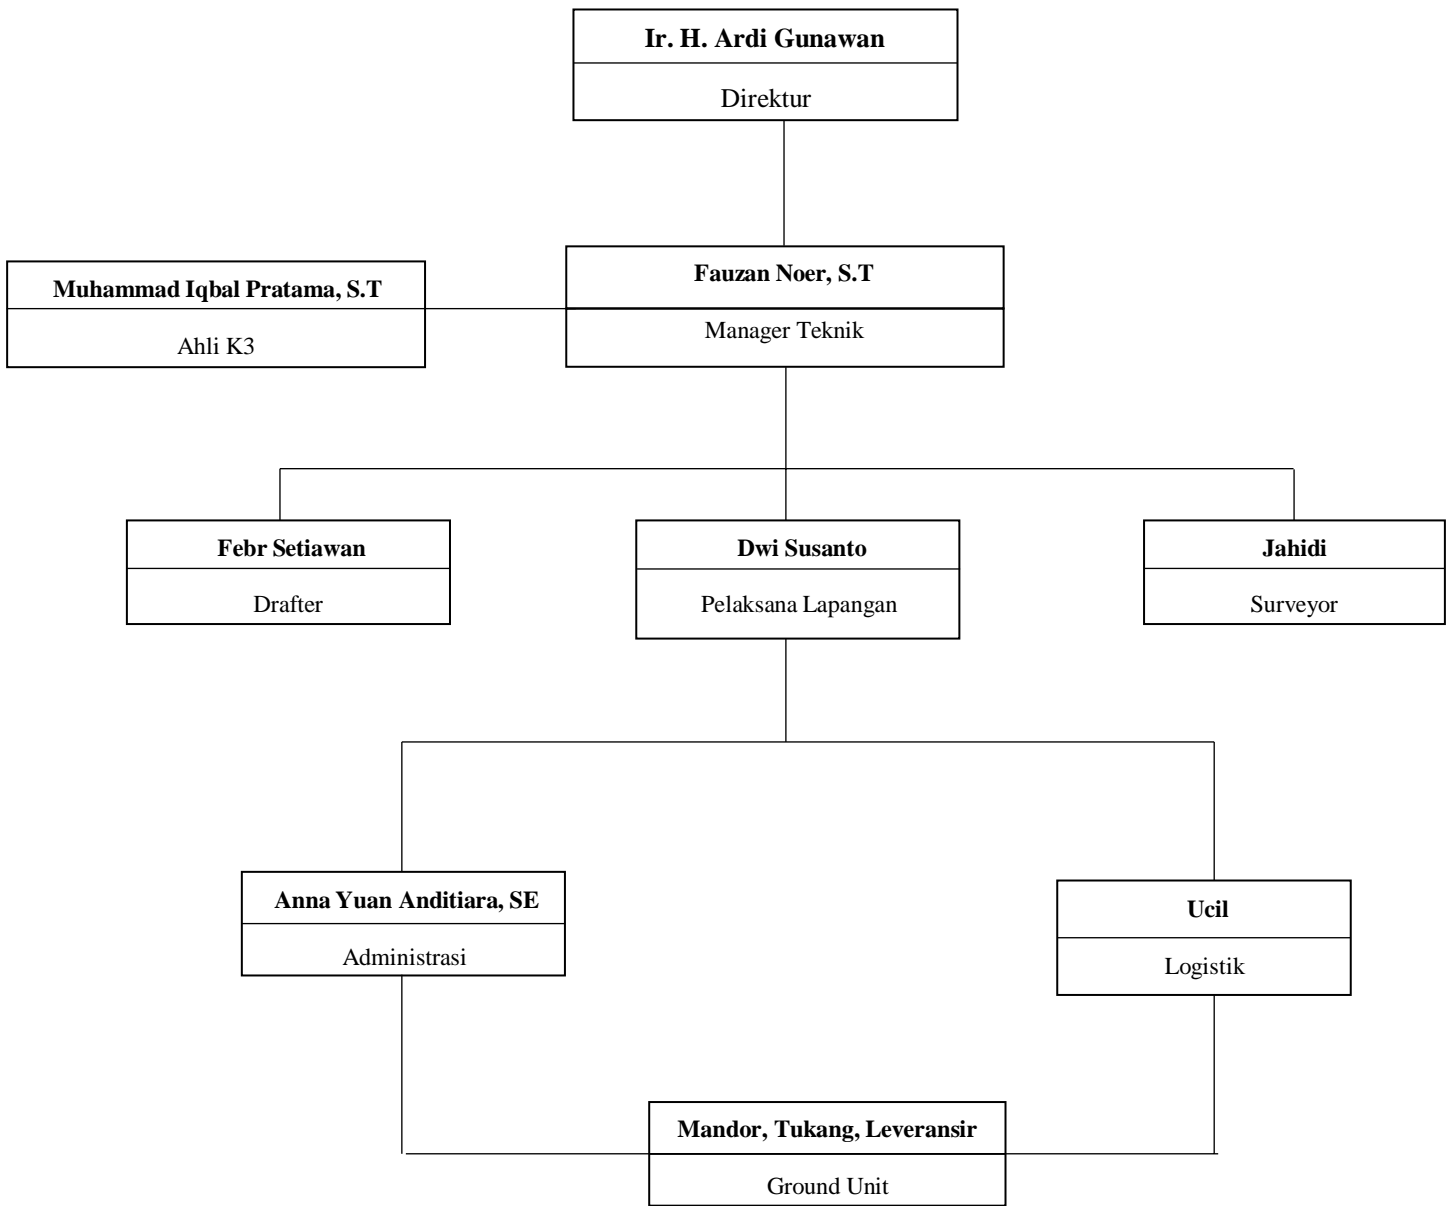 Ir. H. Ardi Gunawan
Direktur
Fauzan Noer, S.T
Manager Teknik
Muhammad Iqbal Pratama, S.T
Ahli K3
Febr Setiawan
Drafter
Dwi Susanto
Pelaksana Lapangan
Jahidi
Surveyor
Anna Yuan Anditiara, SE
Administrasi
Ucil
Logistik
Mandor, Tukang, Leveransir
Ground Unit